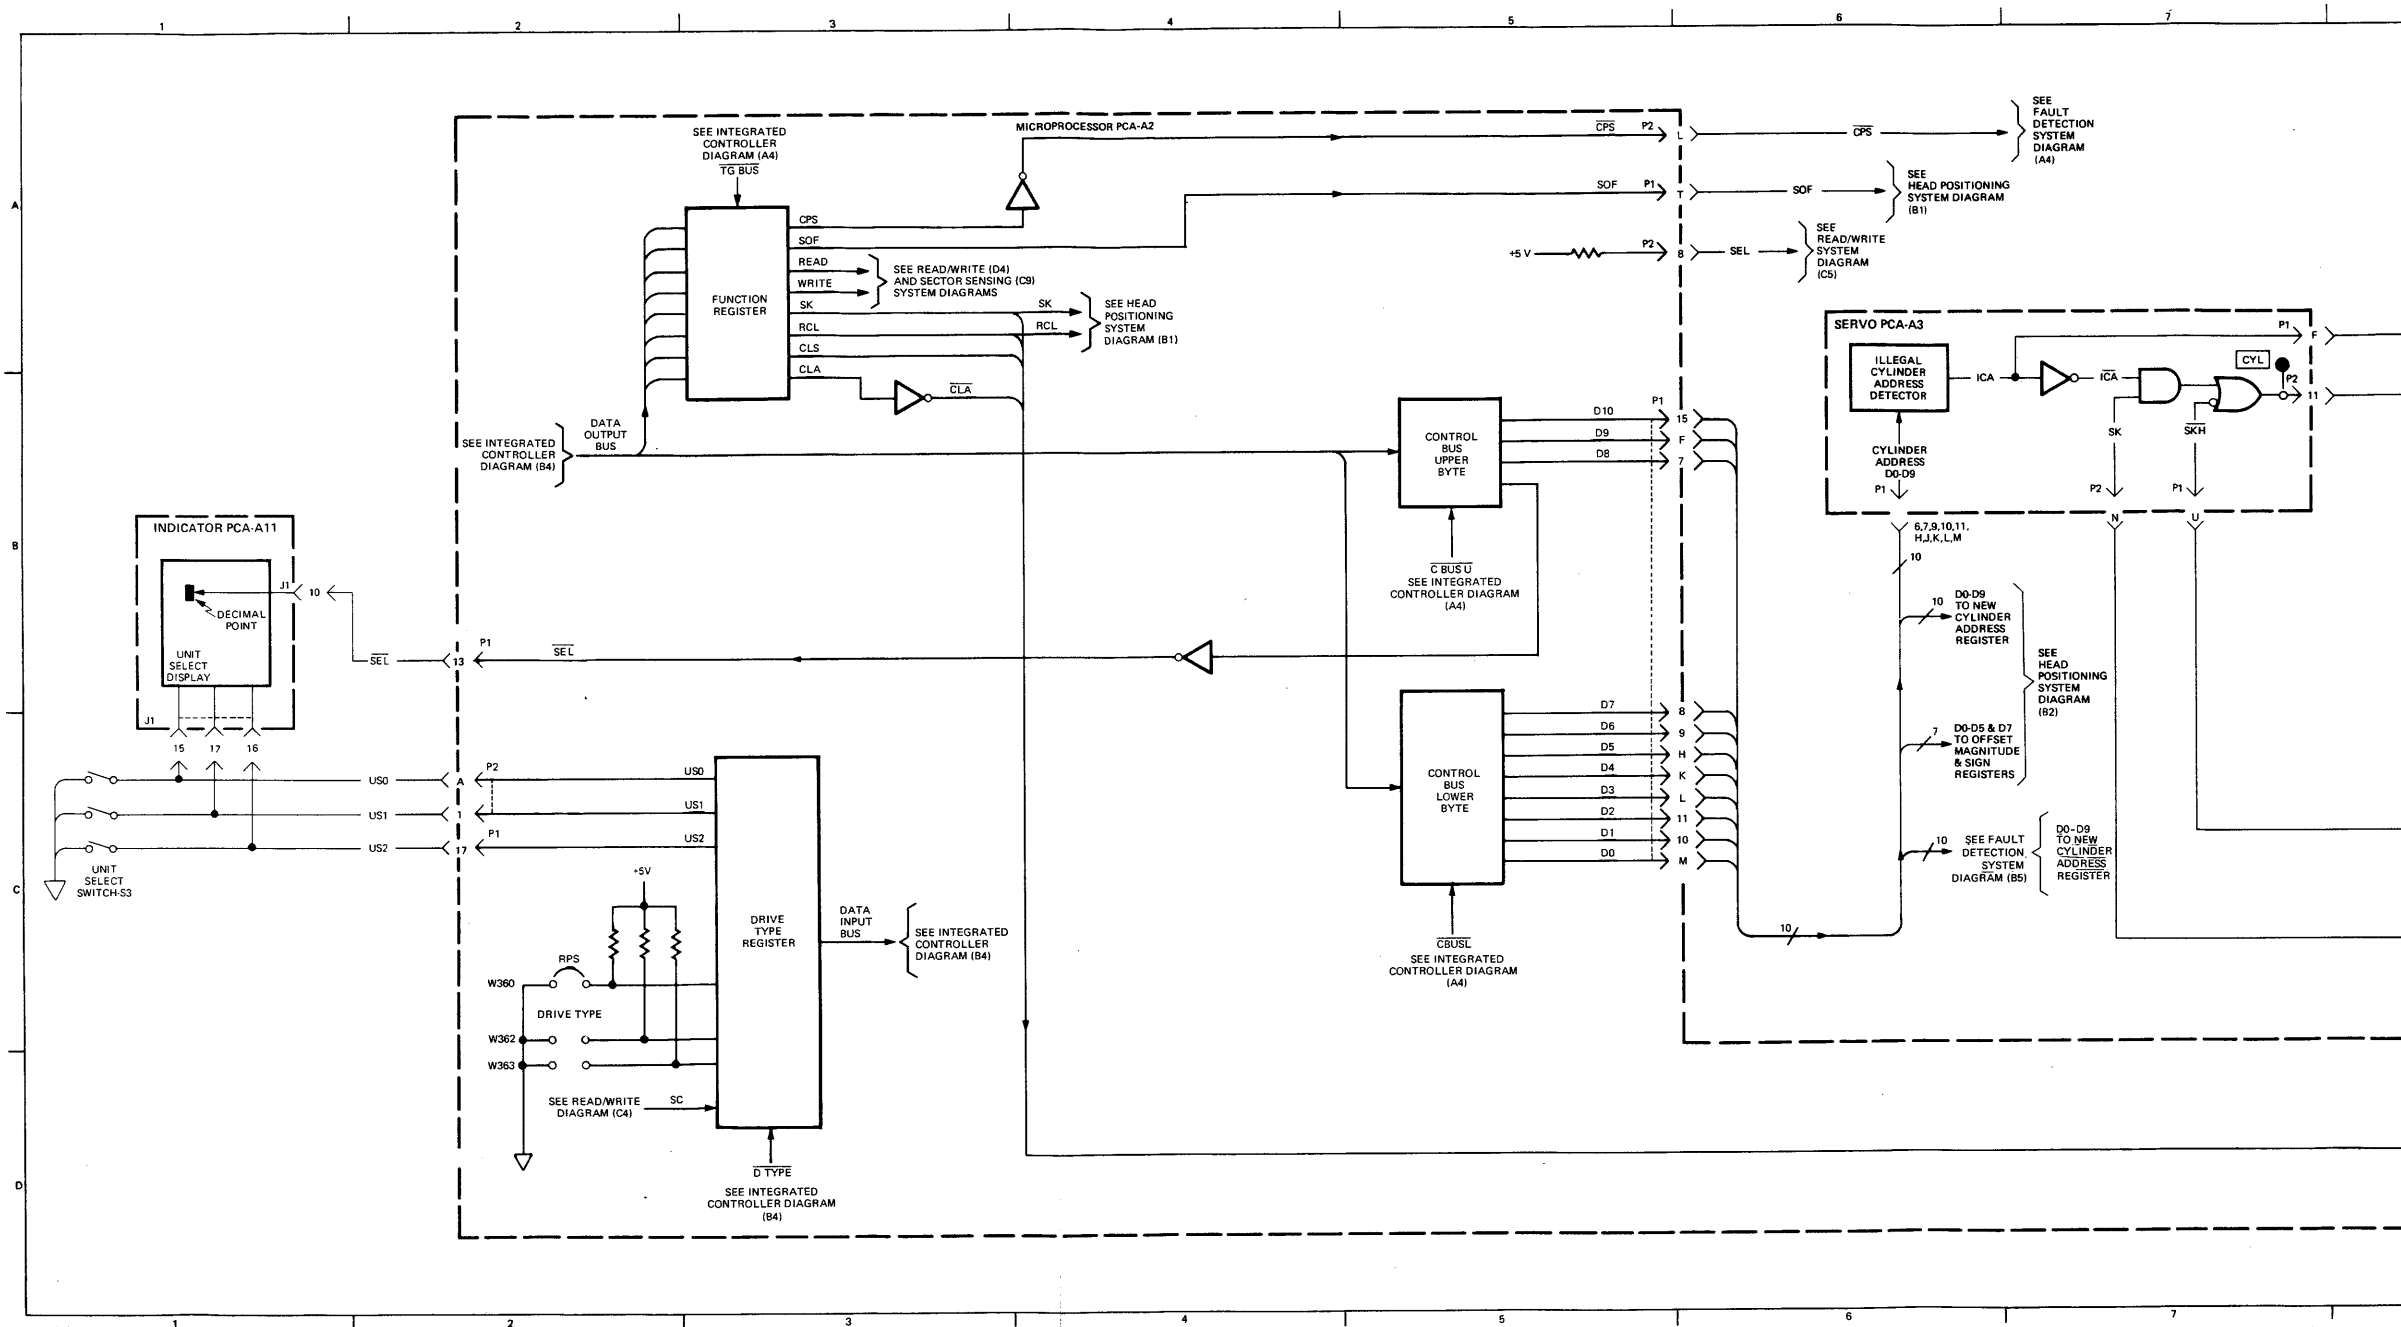 1 2 3 4 5 6 7
A
B
C
D
MICROPROCESSOR PCA-A2
SEE INTEGRATED
CONTROLLER
DIAGRAM (A4)
TG BUS
FUNCTION
REGISTER
CPS
SOF
READ
WRITE
SK
RCL
CLS
CLA
CLA
SEE READ/WRITE (D4)
AND SECTOR SENSING (C9)
SYSTEM DIAGRAMS
SK
RCL
SEE HEAD
POSITIONING
SYSTEM
DIAGRAM (B1)
CPS P2 L CPS
SEE
FAULT
DETECTION
SYSTEM
DIAGRAM
(A4)
SOF P1 T SOF
SEE
HEAD POSITIONING
SYSTEM DIAGRAM
(B1)
+5 V P2 8 SEL
SEE
READ/WRITE
SYSTEM
DIAGRAM
(C5)
SERVO PCA-A3
ILLEGAL
CYLINDER
ADDRESS
DETECTOR
ICA
ICA
P1 F
CYL
P2
11
SK
SKH
CYLINDER
ADDRESS
D0-D9
P1
P2
P1
N
U
6,7,9,10,11,
H,J,K,L,M
10
SEE INTEGRATED
CONTROLLER
DIAGRAM (B4)
DATA
OUTPUT
BUS
CONTROL
BUS
UPPER
BYTE
P1
D10 15
D9 F
D8 7
C BUS U
SEE INTEGRATED
CONTROLLER DIAGRAM
(A4)
INDICATOR PCA-A11
J1
10
DECIMAL
POINT
UNIT
SELECT
DISPLAY
J1
15 17 16
SEL 13 P1 SEL
10
D0-D9
TO NEW
CYLINDER
ADDRESS
REGISTER
SEE
HEAD
POSITIONING
SYSTEM
DIAGRAM
(B2)
7
D0-D5 & D7
TO OFFSET
MAGNITUDE
& SIGN
REGISTERS
10
SEE FAULT
DETECTION
SYSTEM
DIAGRAM (B5)
D0-D9
TO NEW
CYLINDER
ADDRESS
REGISTER
CONTROL
BUS
LOWER
BYTE
D7 8
D6 9
D5 H
D4 K
D3 L
D2 11
D1 10
D0 M
10
CBUSL
SEE INTEGRATED
CONTROLLER DIAGRAM
(A4)
US0 A P2 US0
US1 1 US1
US2 17 P1 US2
UNIT
SELECT
SWITCH-S3
+5V
DRIVE
TYPE
REGISTER
DATA
INPUT
BUS
SEE INTEGRATED
CONTROLLER
DIAGRAM (B4)
RPS
W360
DRIVE TYPE
W362
W363
SEE READ/WRITE
DIAGRAM (C4)
SC
D TYPE
SEE INTEGRATED
CONTROLLER DIAGRAM
(B4)
1 2 3 4 5 6 7